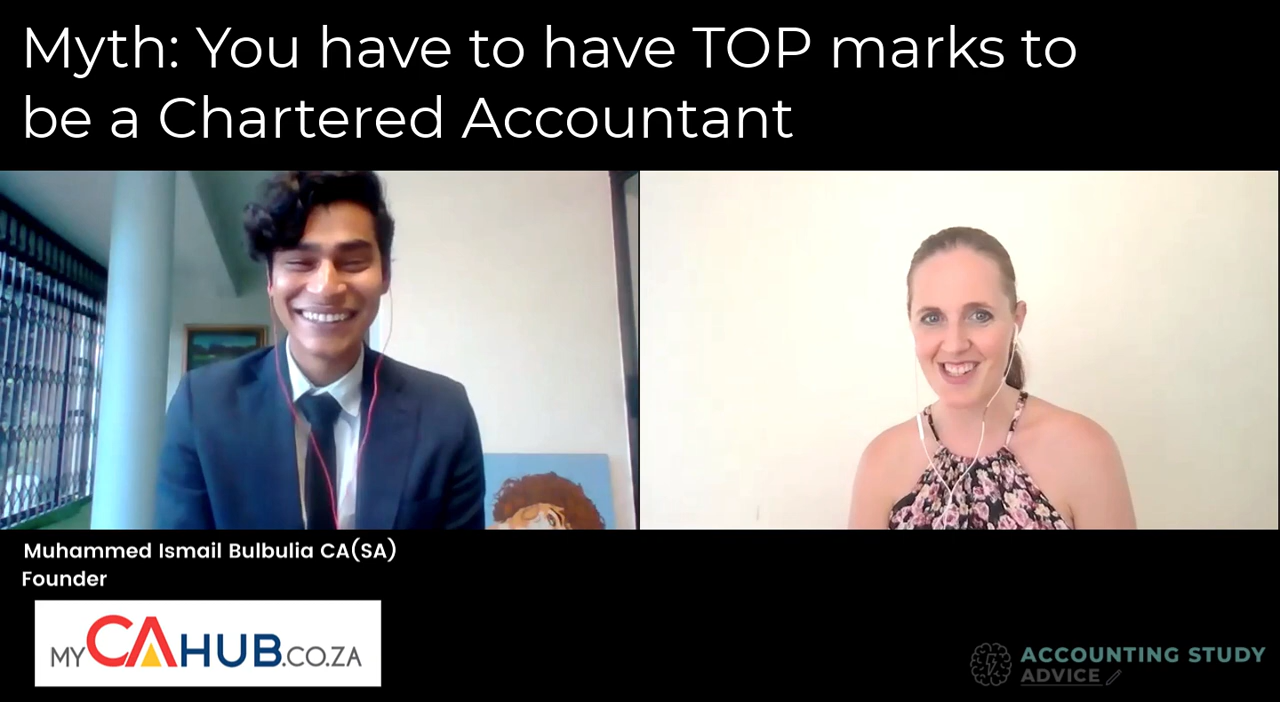 Myth: You have to have TOP marks to
be a Chartered Accountant
Muhammed Ismail Bulbulia CA(SA)
Founder
MYCAHUB.CO.ZA
ACCOUNTING STUDY
ADVICE